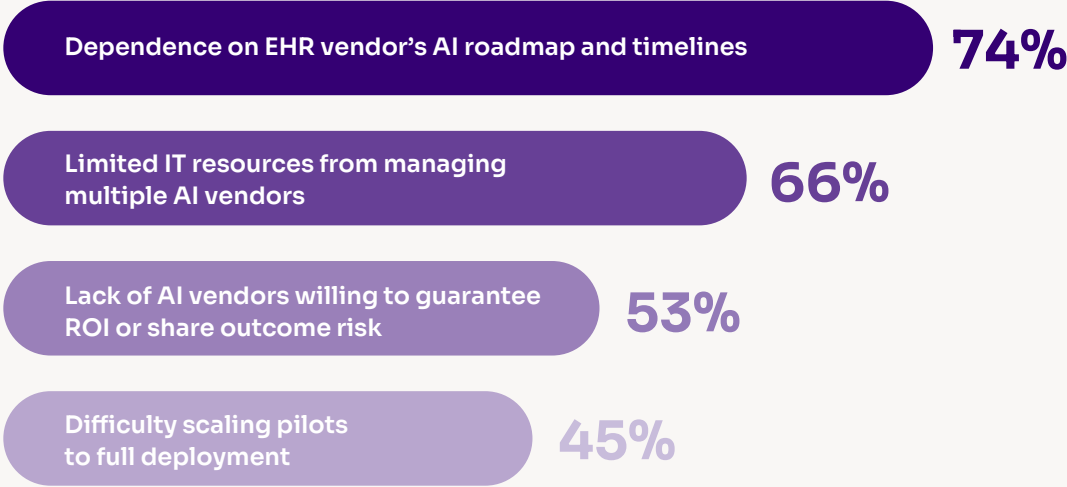 Dependence on EHR vendor’s AI roadmap and timelines
74%
Limited IT resources from managing
multiple AI vendors
66%
Lack of AI vendors willing to guarantee
ROI or share outcome risk
53%
Difficulty scaling pilots
to full deployment
45%